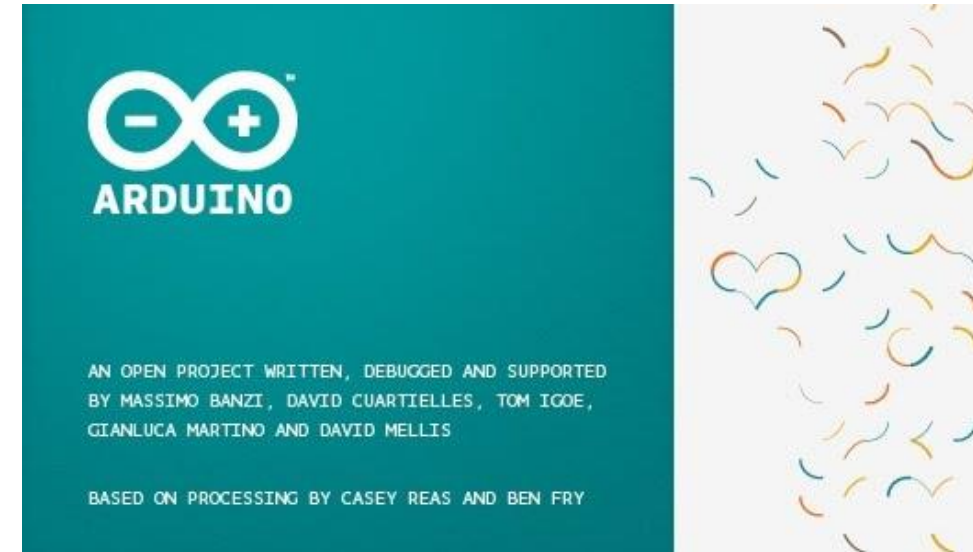 ARDUINO
AN OPEN PROJECT WRITTEN, DEBUGGED AND SUPPORTED
BY MASSIMO BANZI, DAVID CUARTIELLES, TOM IGOE,
GIANLUCA MARTINO AND DAVID MELLIS
BASED ON PROCESSING BY CASEY REAS AND BEN FRY